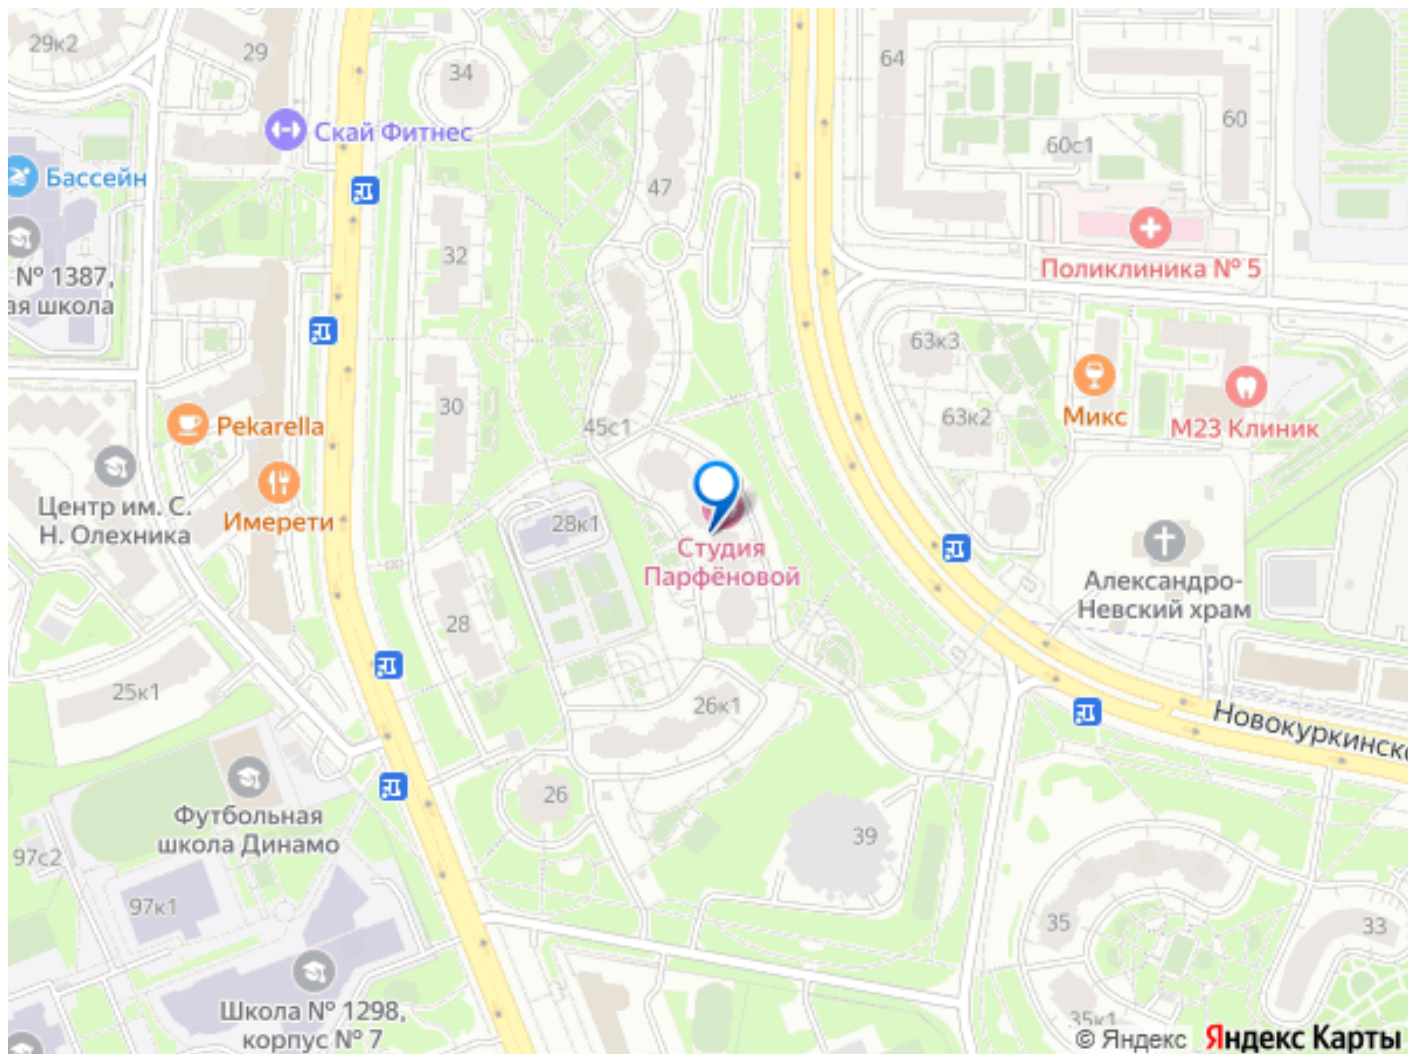 29к2
29
34
64
60
60с1
Скай Фитнес
Бассейн
47
32
Поликлиника № 5
№ 1387,
ая школа
63к3
30
45с1
63к2
Микс
М23 Клиник
Pekarella
Центр им. С.
Н. Олехника
Имерети
28к1
Студия
Парфёновой
Александро-
Невский храм
28
25к1
26к1
Новокуркинско
26
39
Футбольная
школа Динамо
97с2
97к1
35
33
Школа № 1298,
корпус № 7
35к1
© Яндекс Яндекс Карты